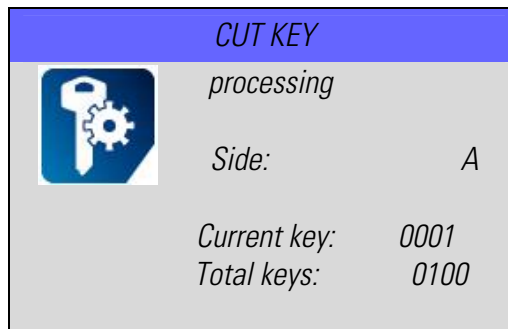 CUT KEY
processing
Side: A
Current key: 0001
Total keys: 0100